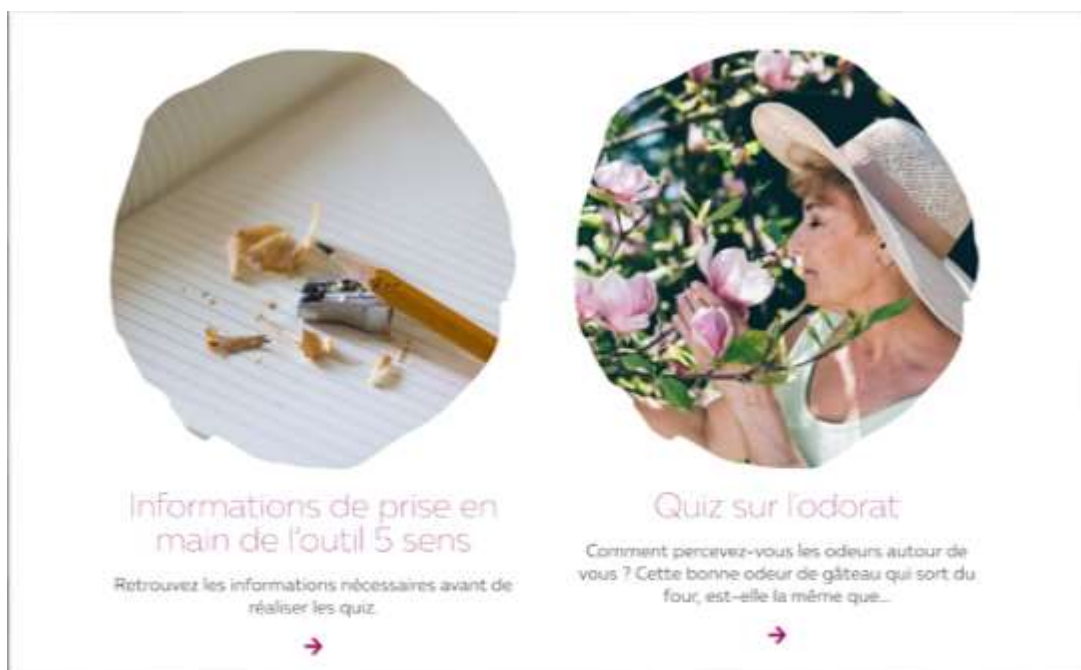 Informations de prise en
main de l'outil 5 sens
Retrouvez les informations nécessaires avant de
réaliser les quiz.
Quiz sur l'odorat
Comment percevez-vous les odeurs autour de
vous ? Cette bonne odeur de gâteau qui sort du
four, est-elle la même que...